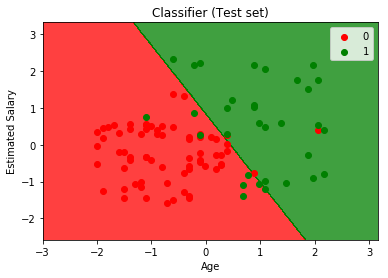 Classifier (Test set)
0
1
Estimated Salary
3
2
1
0
−1
−2
−3 −2 −1 0 1 2 3
Age